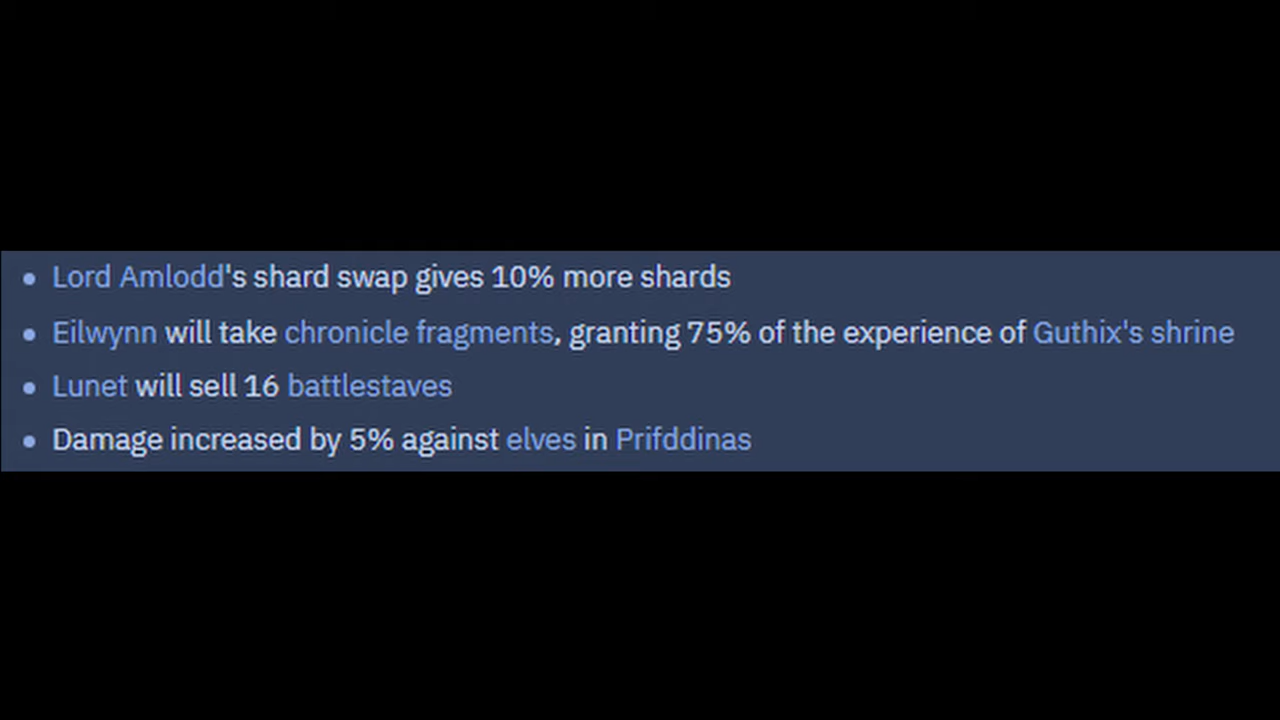 • Lord Amlodd's shard swap gives 10% more shards
• Eilwynn will take chronicle fragments, granting 75% of the experience of Guthix's shrine
• Lunet will sell 16 battlestaves
• Damage increased by 5% against elves in Prifddinas